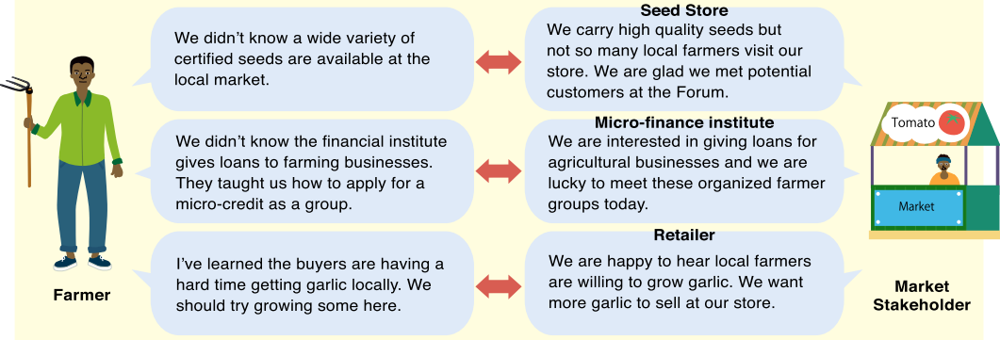 We didn’t know a wide variety of
certified seeds are available at the
local market.
Seed Store
We carry high quality seeds but
not so many local farmers visit our
store. We are glad we met potential
customers at the Forum.
We didn’t know the financial institute
gives loans to farming businesses.
They taught us how to apply for a
micro-credit as a group.
Micro-finance institute
We are interested in giving loans for
agricultural businesses and we are
lucky to meet these organized farmer
groups today.
I’ve learned the buyers are having a
hard time getting garlic locally. We
should try growing some here.
Retailer
We are happy to hear local farmers
are willing to grow garlic. We want
more garlic to sell at our store.
Farmer
Tomato
Market
Market
Stakeholder